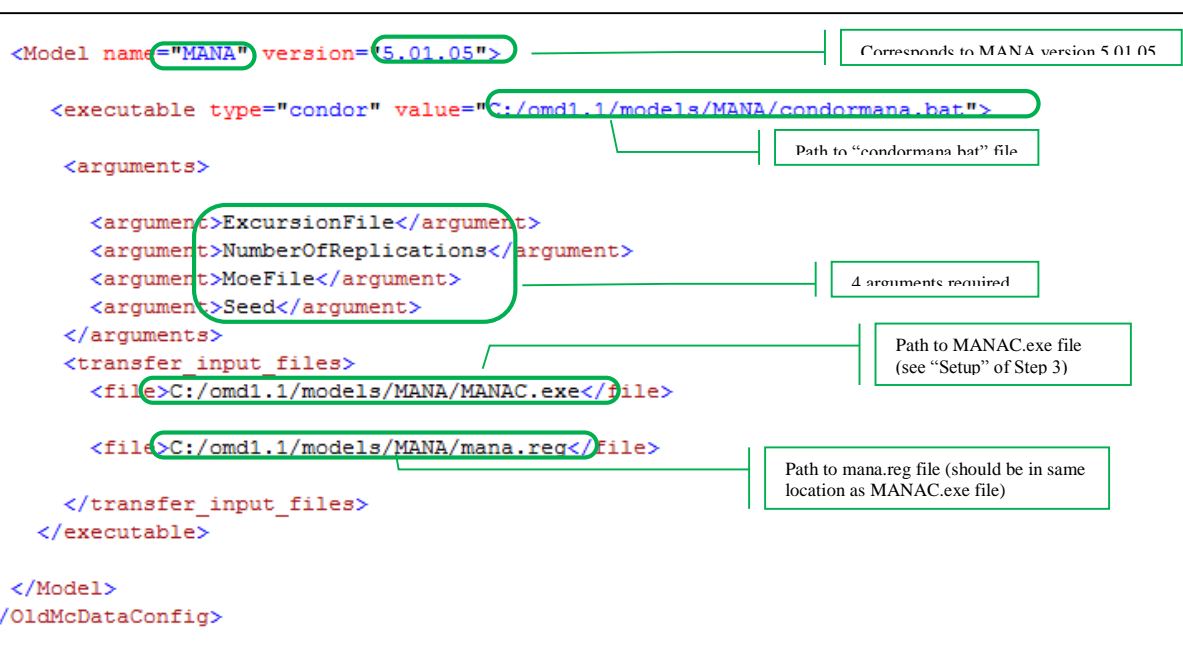 <Model name="MANA" version="5.01.05">
Corresponds to MANA version 5.01.05
<executable type="condor" value="C:/omd1.1/models/MANA/condormana.bat">
Path to “condormana.bat” file
<arguments>
<argument>ExcursionFile</argument>
<argument>NumberOfReplications</argument>
<argument>MoeFile</argument>
<argument>Seed</argument>
4 arguments required
</arguments>
<transfer_input_files>
Path to MANAC.exe file
(see “Setup” of Step 3)
<file>C:/omd1.1/models/MANA/MANAC.exe</file>
<file>C:/omd1.1/models/MANA/mana.reg</file>
Path to mana.reg file (should be in same
location as MANAC.exe file)
</transfer_input_files>
</executable>
</Model>
/OldMcDataConfig>